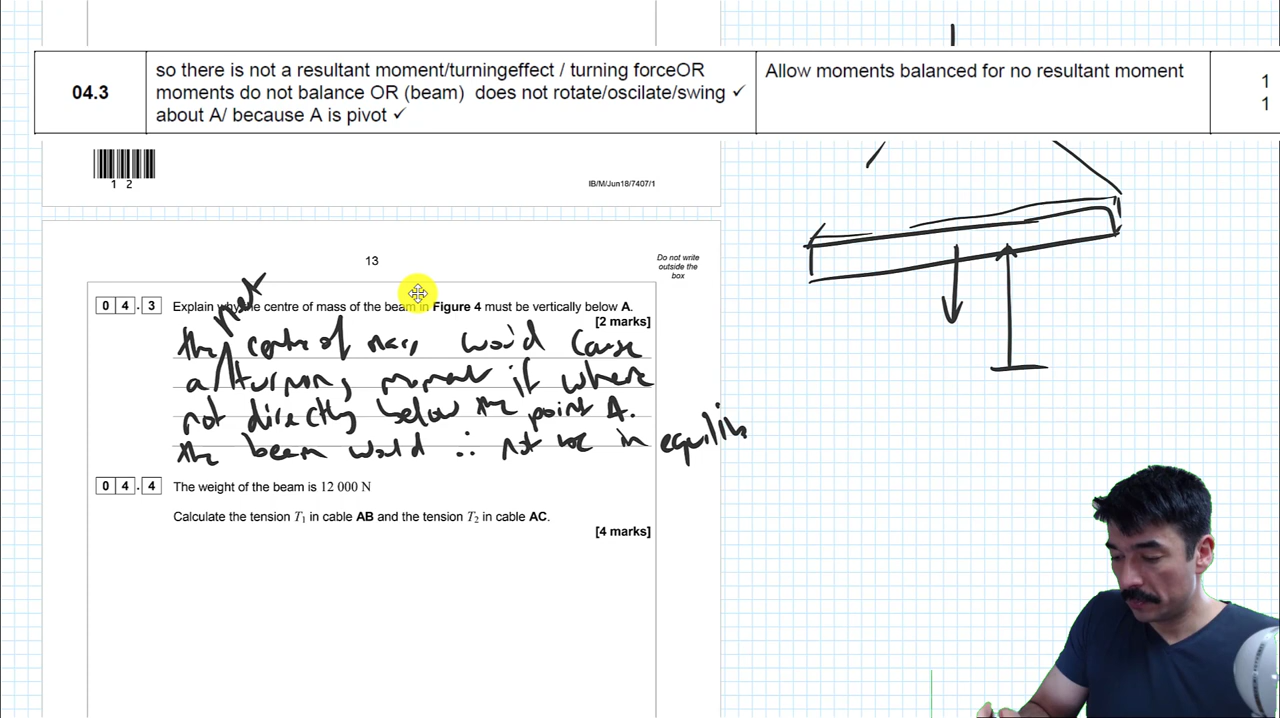 04.3
so there is not a resultant moment/turningeffect / turning forceOR
moments do not balance OR (beam) does not rotate/oscilate/swing ✓
about A/ because A is pivot ✓
Allow moments balanced for no resultant moment
1
1
1 2
IB/M/Jun18/7407/1
13
Do not write
outside the
box
0 4 . 3 Explain why the centre of mass of the beam in Figure 4 must be vertically below A.
[2 marks]
net
the centre of mass would cause
a / turning moment if where
not directly below the point A.
the beam would ∴ not be in equilib
0 4 . 4 The weight of the beam is 12 000 N
Calculate the tension T₁ in cable AB and the tension T₂ in cable AC.
[4 marks]